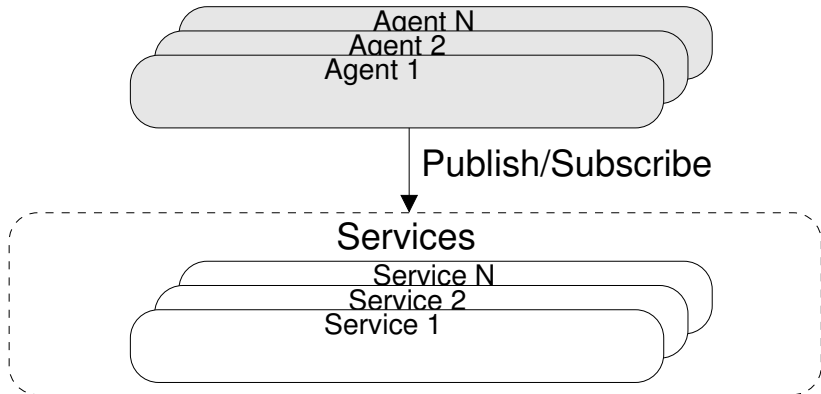 Agent N
Agent 2
Agent 1
Publish/Subscribe
Services
Service N
Service 2
Service 1